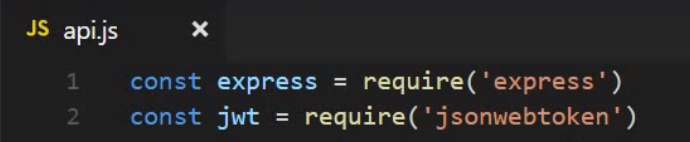 JS api.js ×
1 const express = require('express')
2 const jwt = require('jsonwebtoken')